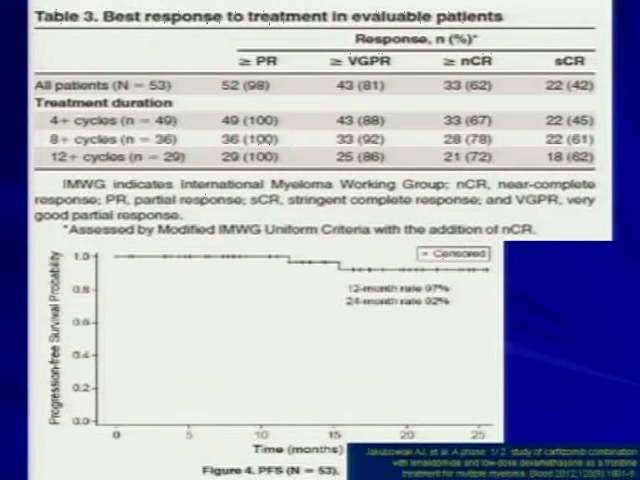 Table 3. Best response to treatment in evaluable patients
Response, n (%)*
≥ PR ≥ VGPR ≥ nCR sCR
All patients (N = 53) 52 (98) 43 (81) 33 (62) 22 (42)
Treatment duration
4+ cycles (n = 49) 49 (100) 43 (88) 33 (67) 22 (45)
8+ cycles (n = 36) 36 (100) 33 (92) 28 (78) 22 (61)
12+ cycles (n = 29) 29 (100) 25 (86) 21 (72) 18 (62)
IMWG indicates International Myeloma Working Group; nCR, near-complete
response; PR, partial response; sCR, stringent complete response; and VGPR, very
good partial response.
*Assessed by Modified IMWG Uniform Criteria with the addition of nCR.
Progression-free Survival Probability
1.0
0.8
0.6
0.4
0.2
0.0
Censored
12-month rate 97%
24-month rate 92%
0 5 10 15 20 25
Time (months)
Figure 4. PFS (N = 53).
Jakubowiak AJ, et al. A phase 1/2 study of carfilzomib combination
with lenalidomide and low-dose dexamethasone as a frontline
treatment for multiple myeloma. Blood 2012;120(9):1801-9